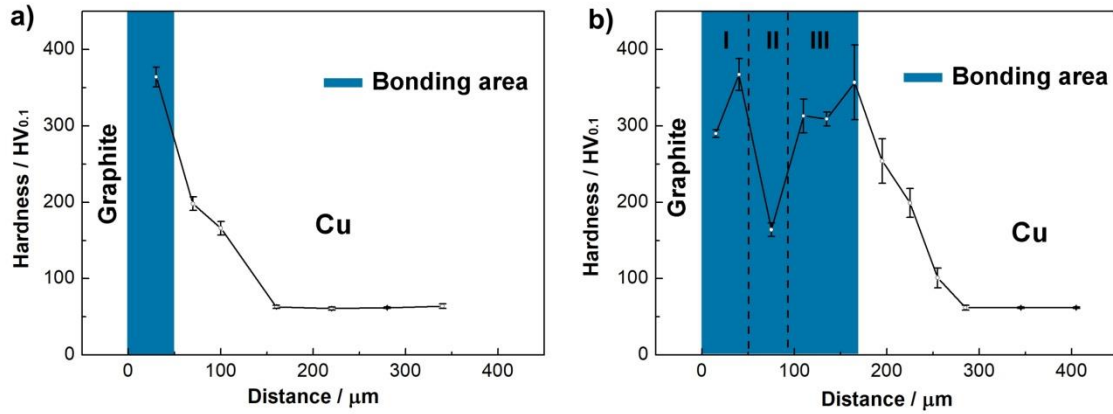 a)
400
300
200
100
0
Hardness / HV0.1
Graphite
Bonding area
Cu
0 100 200 300 400
Distance / μm
b)
400
300
200
100
0
Hardness / HV0.1
Graphite
I II III
Bonding area
Cu
0 100 200 300 400
Distance / μm